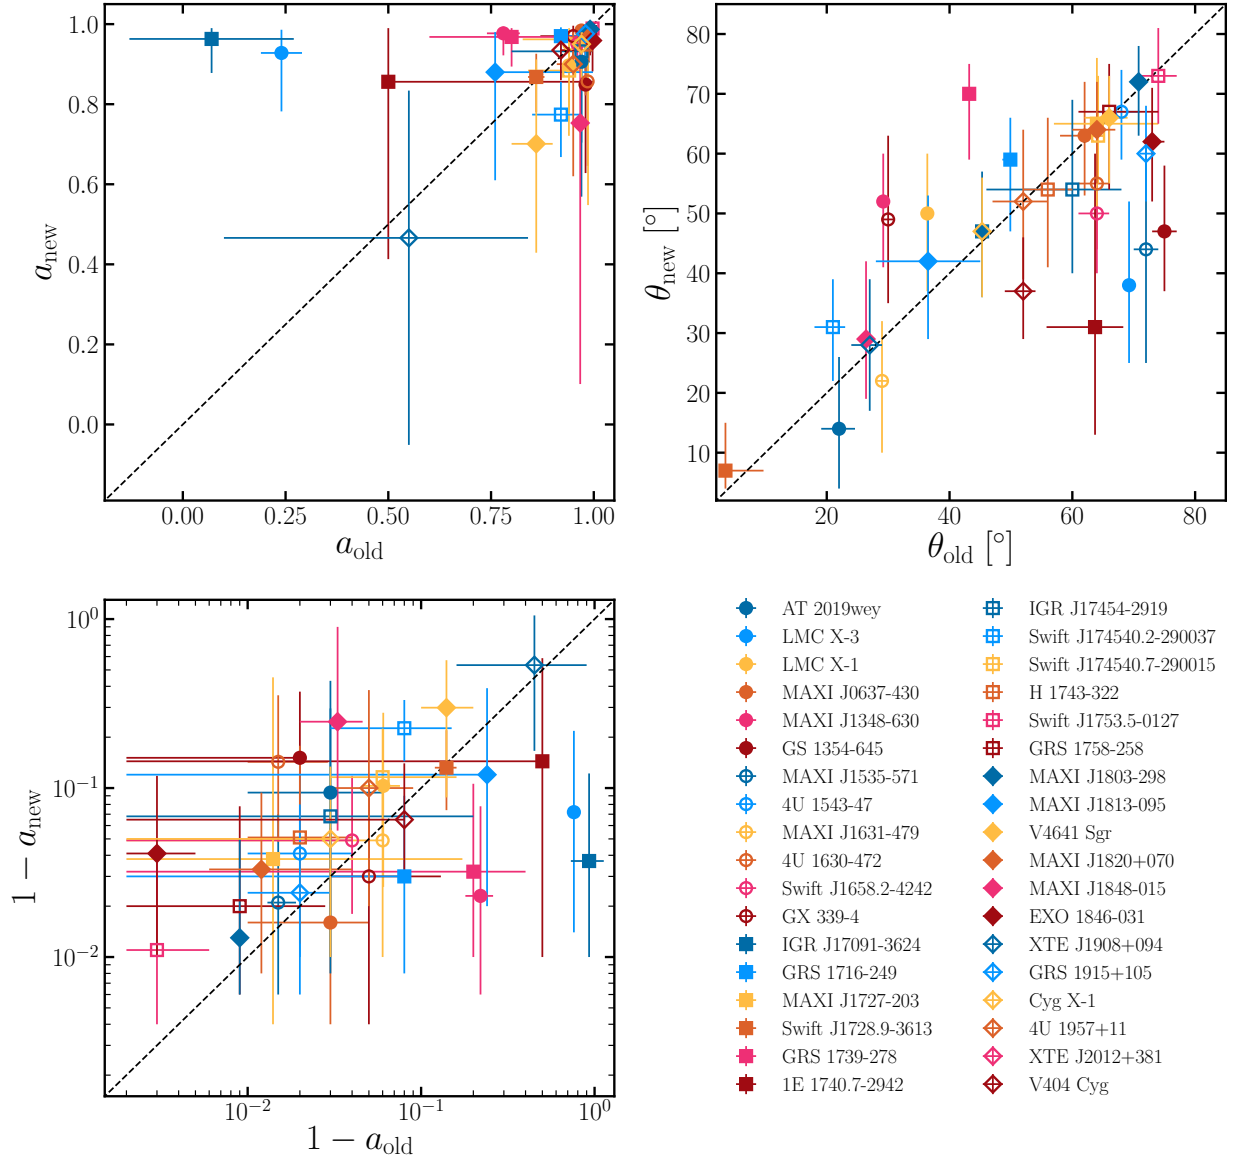 1.0
0.8
0.6
0.4
0.2
0.0
a_new
0.00 0.25 0.50 0.75 1.00
a_old
80
70
60
50
40
30
20
10
θ_new [°]
20 40 60 80
θ_old [°]
10⁰
10⁻¹
10⁻²
1 − a_new
10⁻² 10⁻¹ 10⁰
1 − a_old
AT 2019wey
LMC X-3
LMC X-1
MAXI J0637-430
MAXI J1348-630
GS 1354-645
MAXI J1535-571
4U 1543-47
MAXI J1631-479
4U 1630-472
Swift J1658.2-4242
GX 339-4
IGR J17091-3624
GRS 1716-249
MAXI J1727-203
Swift J1728.9-3613
GRS 1739-278
1E 1740.7-2942
IGR J17454-2919
Swift J174540.2-290037
Swift J174540.7-290015
H 1743-322
Swift J1753.5-0127
GRS 1758-258
MAXI J1803-298
MAXI J1813-095
V4641 Sgr
MAXI J1820+070
MAXI J1848-015
EXO 1846-031
XTE J1908+094
GRS 1915+105
Cyg X-1
4U 1957+11
XTE J2012+381
V404 Cyg